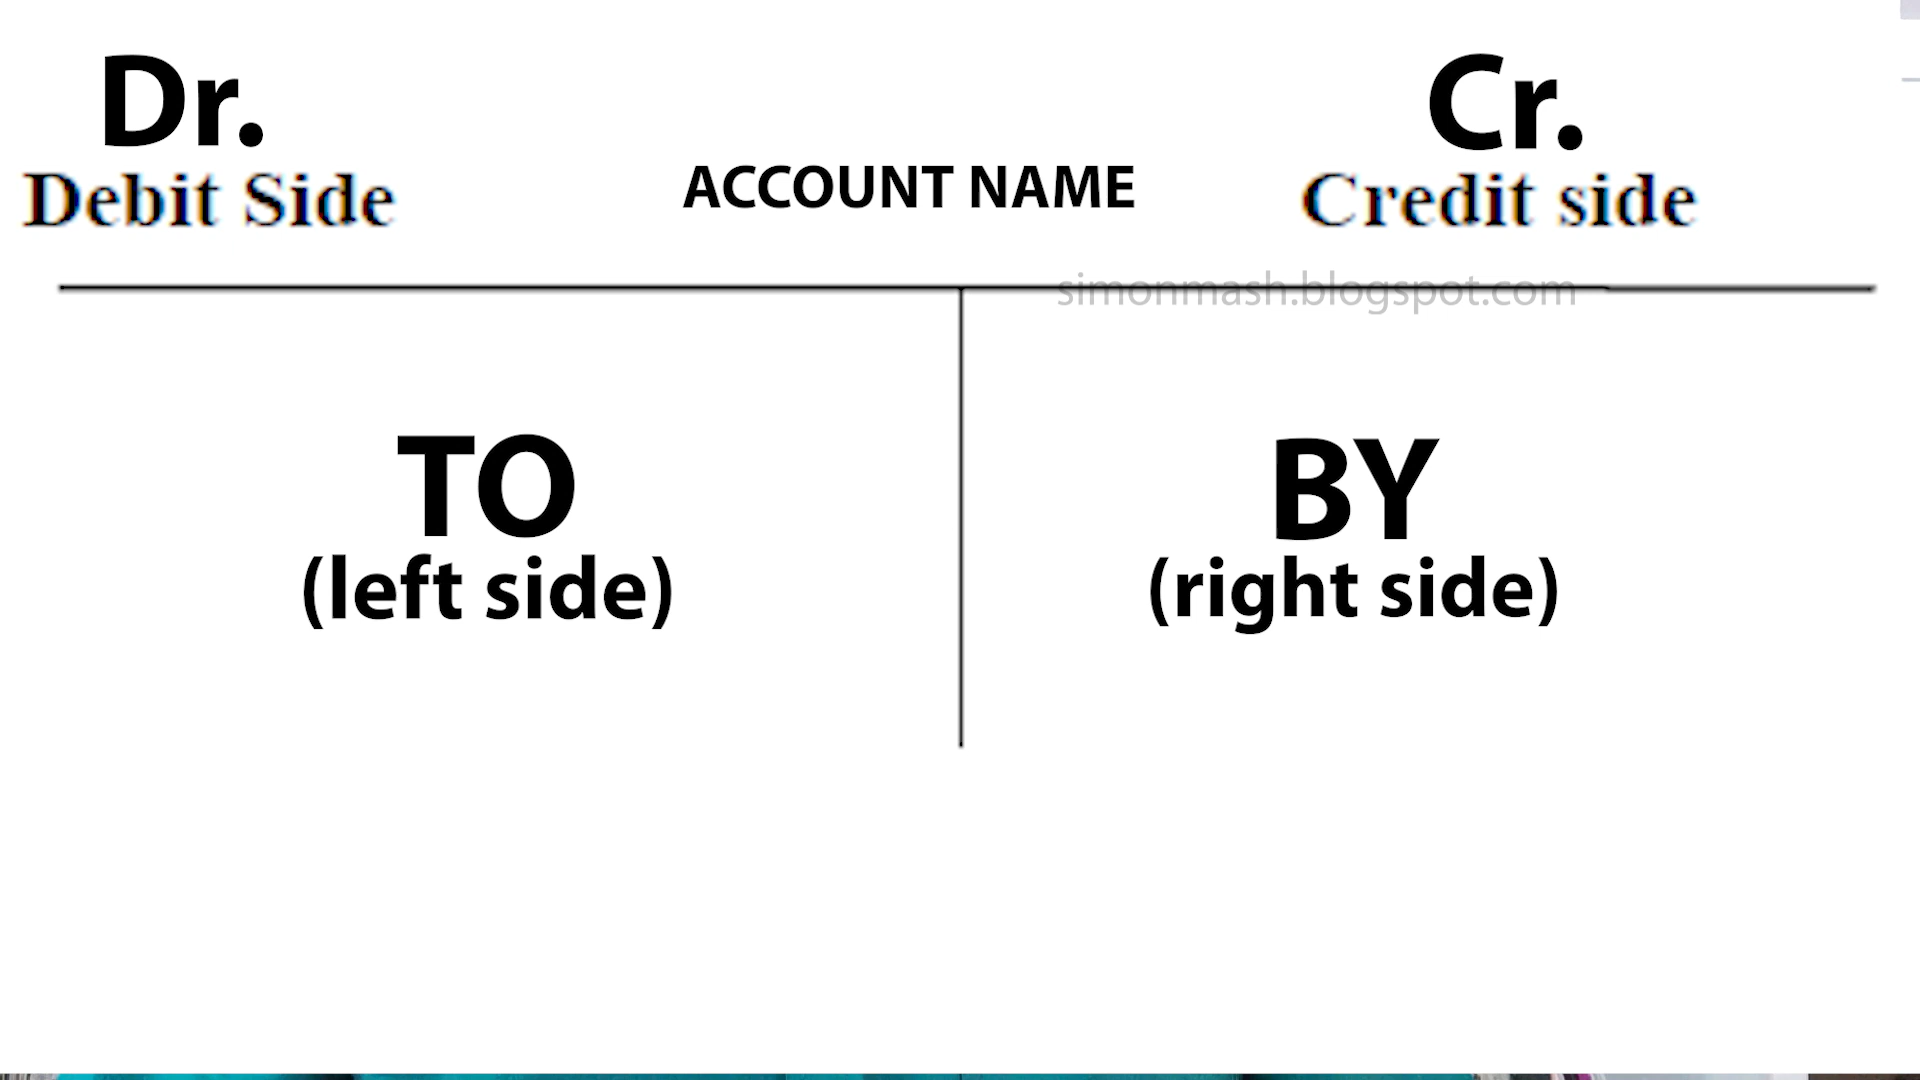 Dr.
Cr.
Debit Side
ACCOUNT NAME
Credit side
simonmash.blogspot.com
TO
BY
(left side)
(right side)